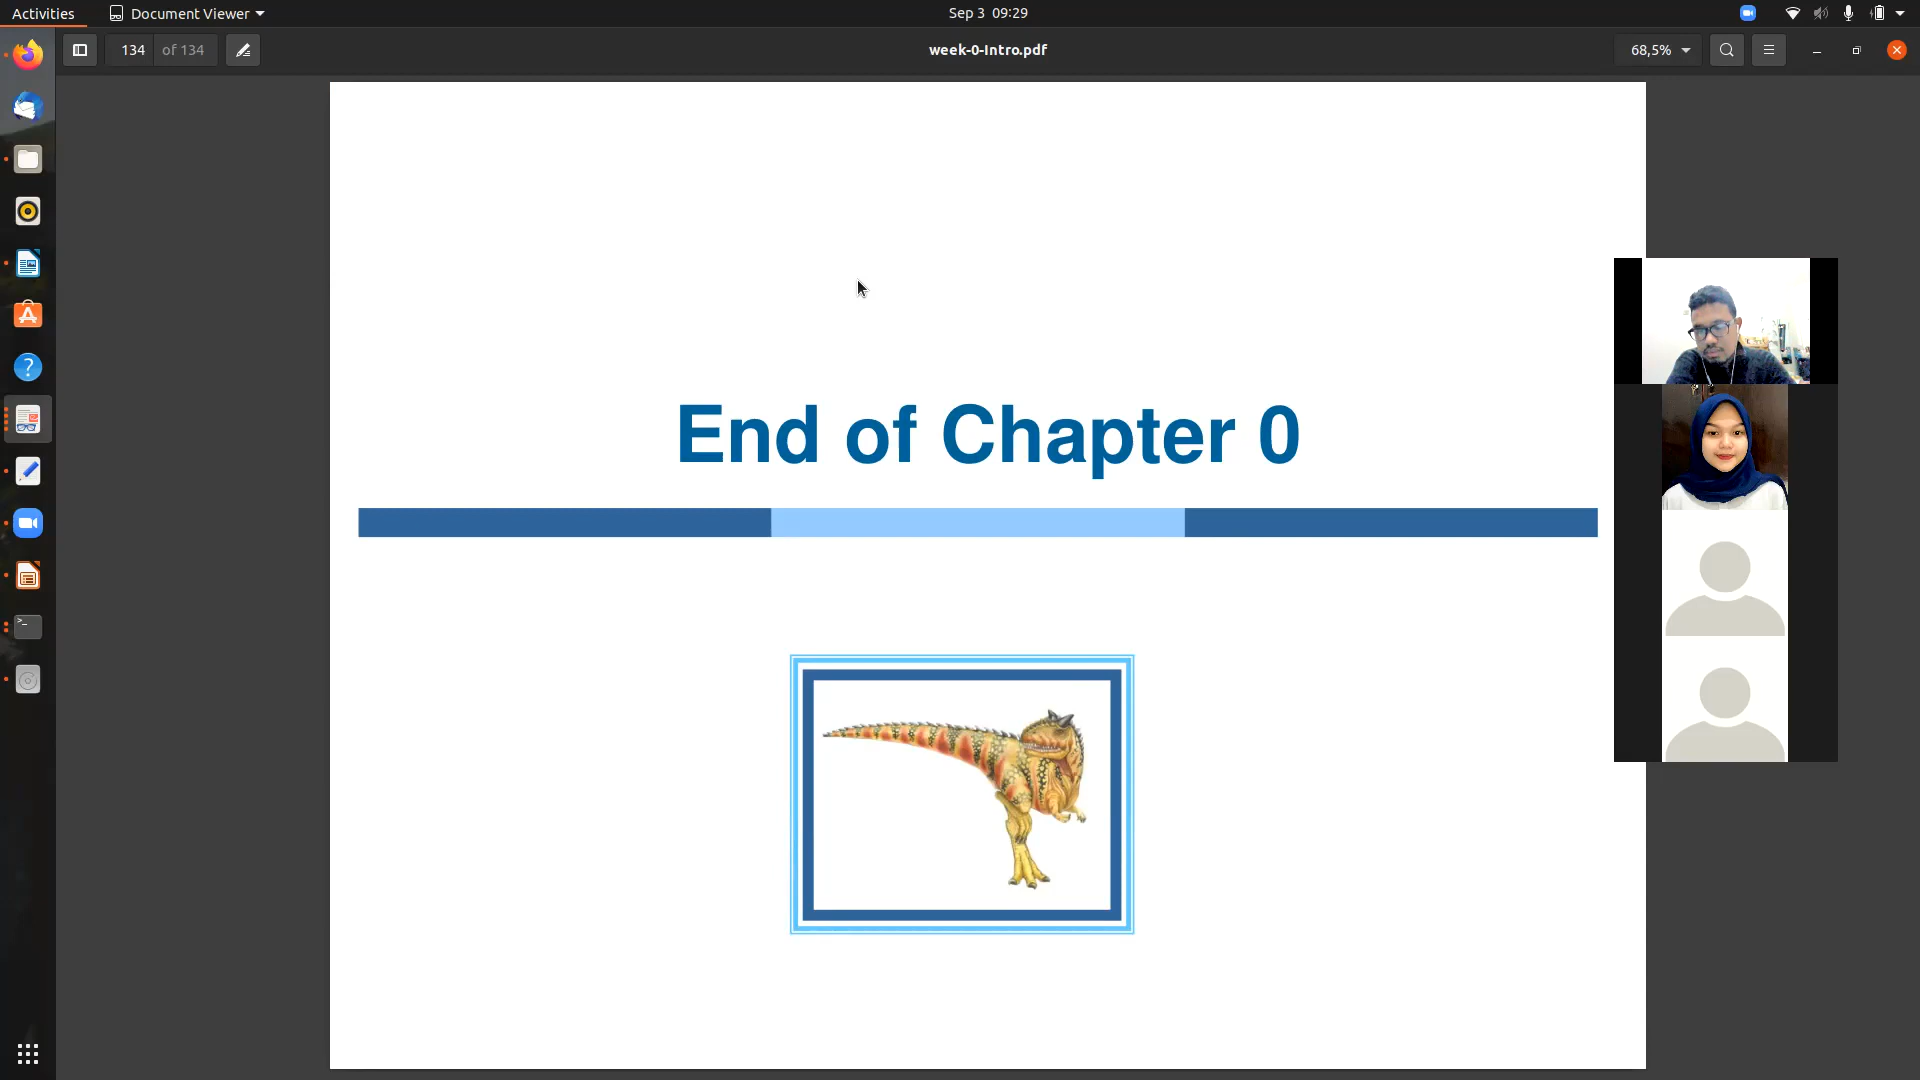 Activities
Document Viewer
Sep 3 09:29
134
of 134
week-0-Intro.pdf
68,5%
End of Chapter 0